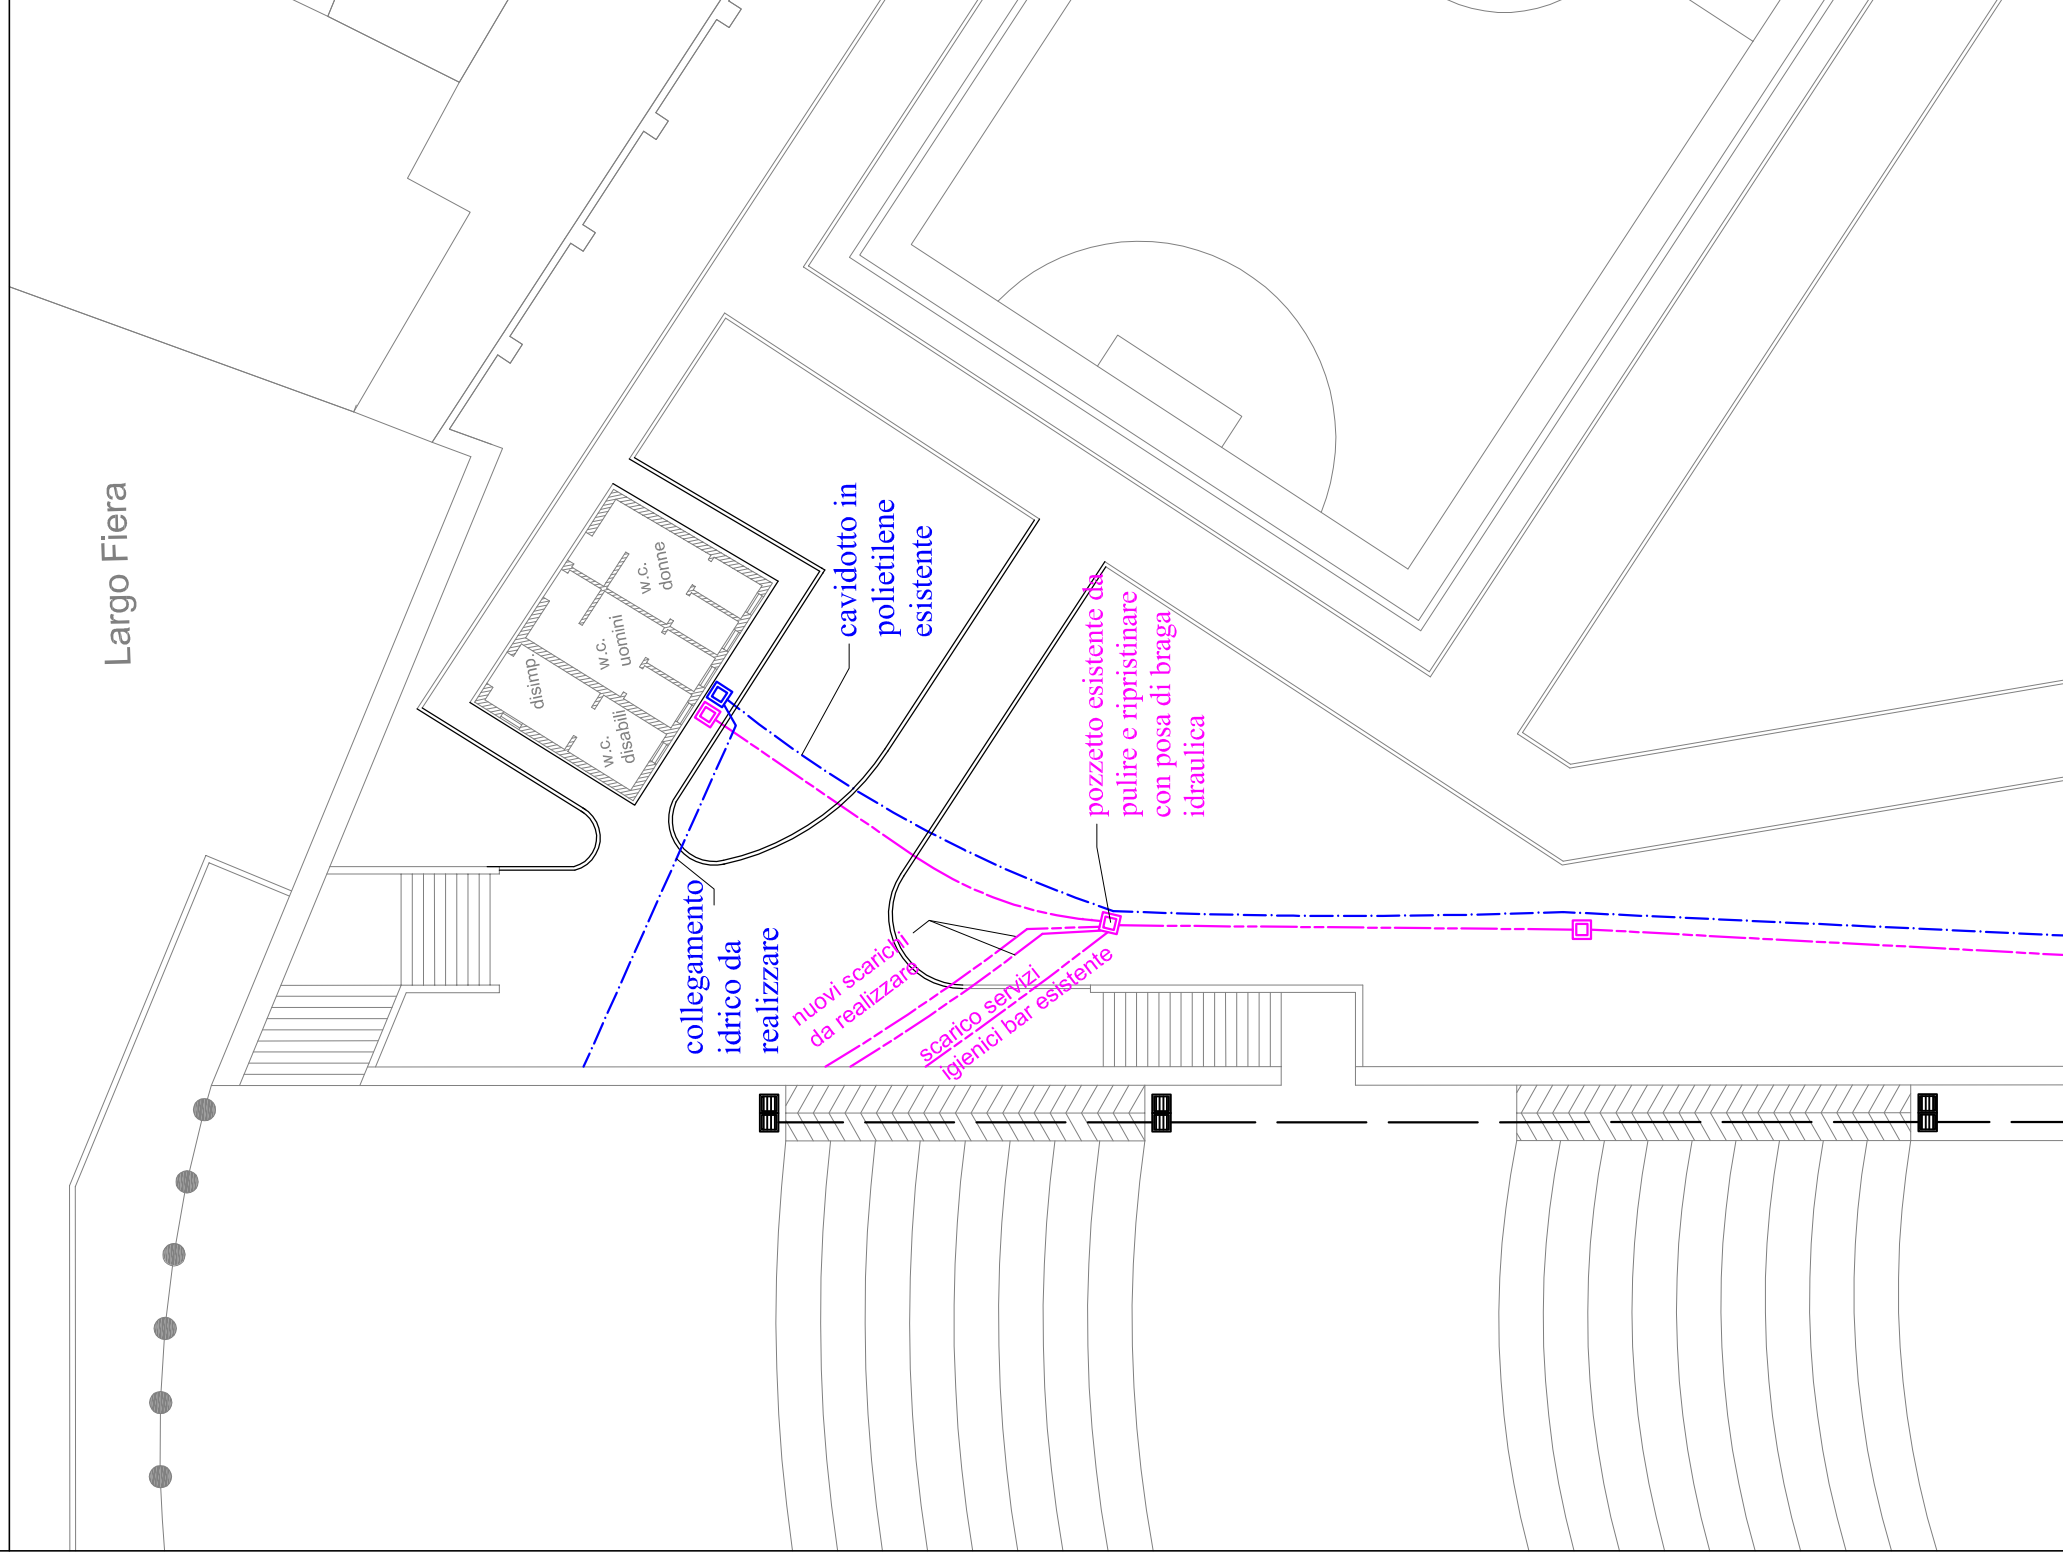 Largo Fiera
disimp.
w.c.
disabili
w.c.
uomini
w.c.
donne
cavidotto in
polietilene
esistente
pozzetto esistente da
pulire e ripristinare
con posa di braga
idraulica
collegamento
idrico da
realizzare
nuovi scarichi
da realizzare
scarico servizi
igienici bar esistente